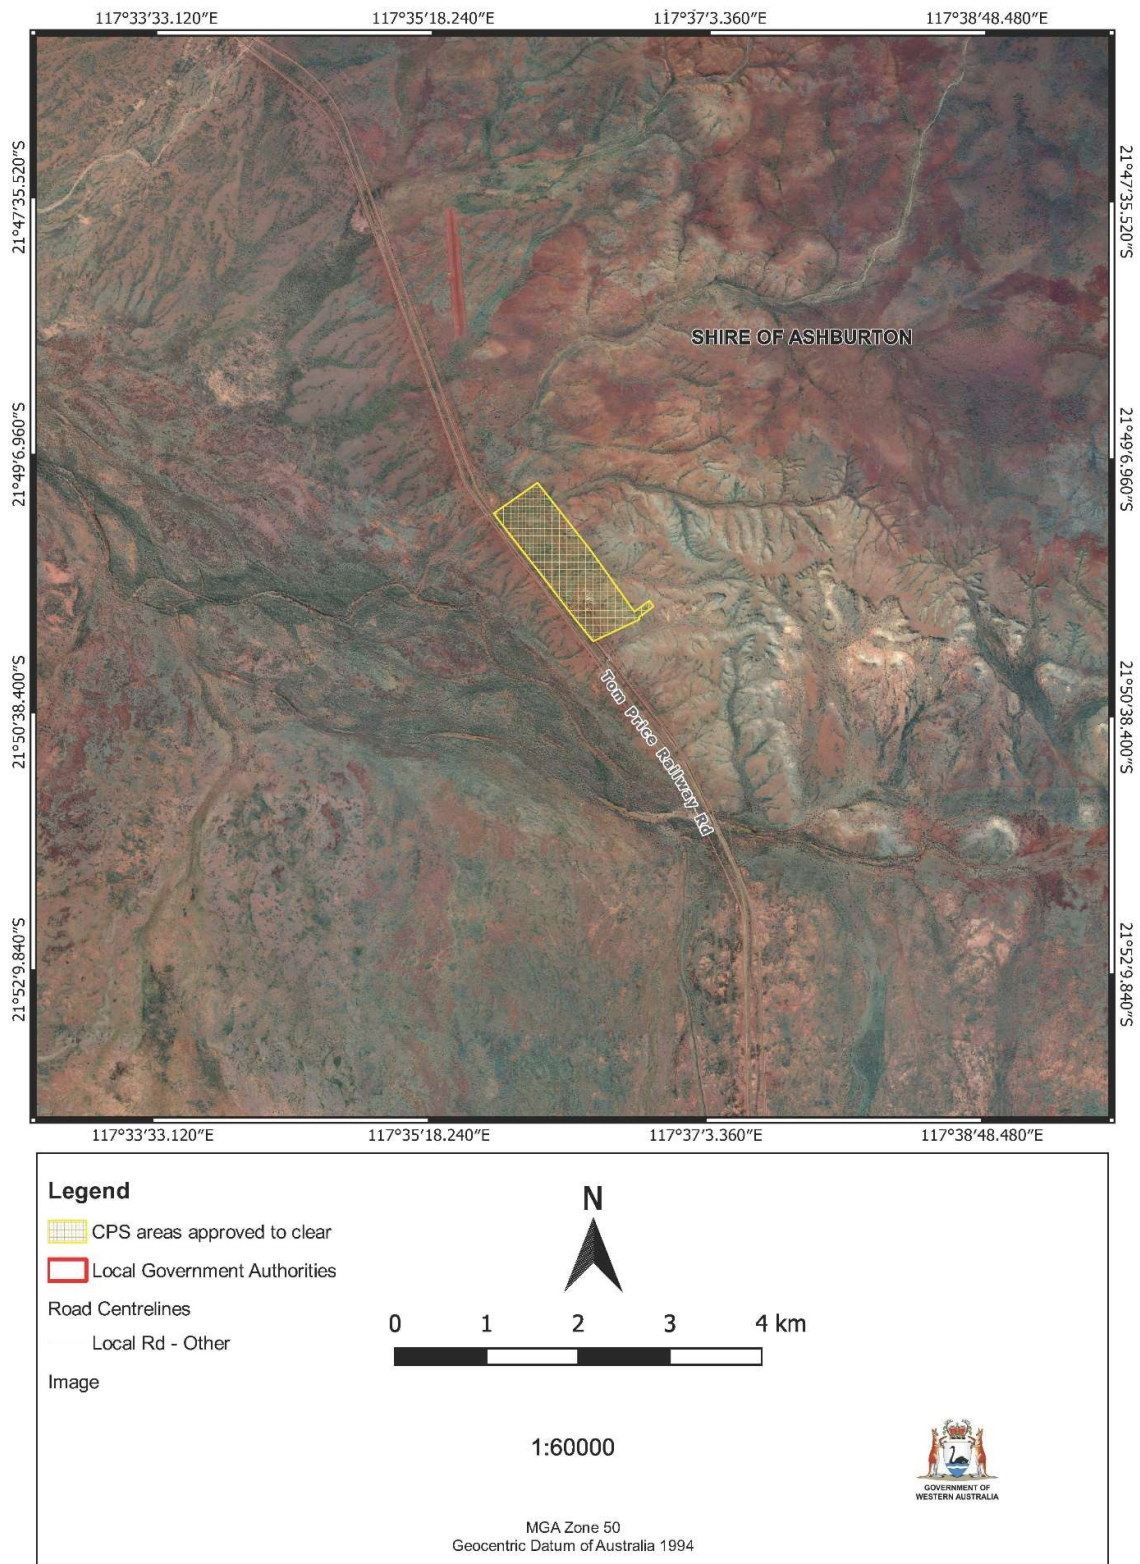 117°33′33.120″E 117°35′18.240″E 117°37′3.360″E 117°38′48.480″E
21°47′35.520″S
21°47′35.520″S
SHIRE OF ASHBURTON
21°49′6.960″S
21°49′6.960″S
21°50′38.400″S
21°50′38.400″S
Tom Price Railway Rd
21°52′9.840″S
21°52′9.840″S
117°33′33.120″E 117°35′18.240″E 117°37′3.360″E 117°38′48.480″E
Legend
CPS areas approved to clear
Local Government Authorities
Road Centrelines
Local Rd - Other
Image
N
0 1 2 3 4 km
1:60000
MGA Zone 50
Geocentric Datum of Australia 1994
GOVERNMENT OF
WESTERN AUSTRALIA